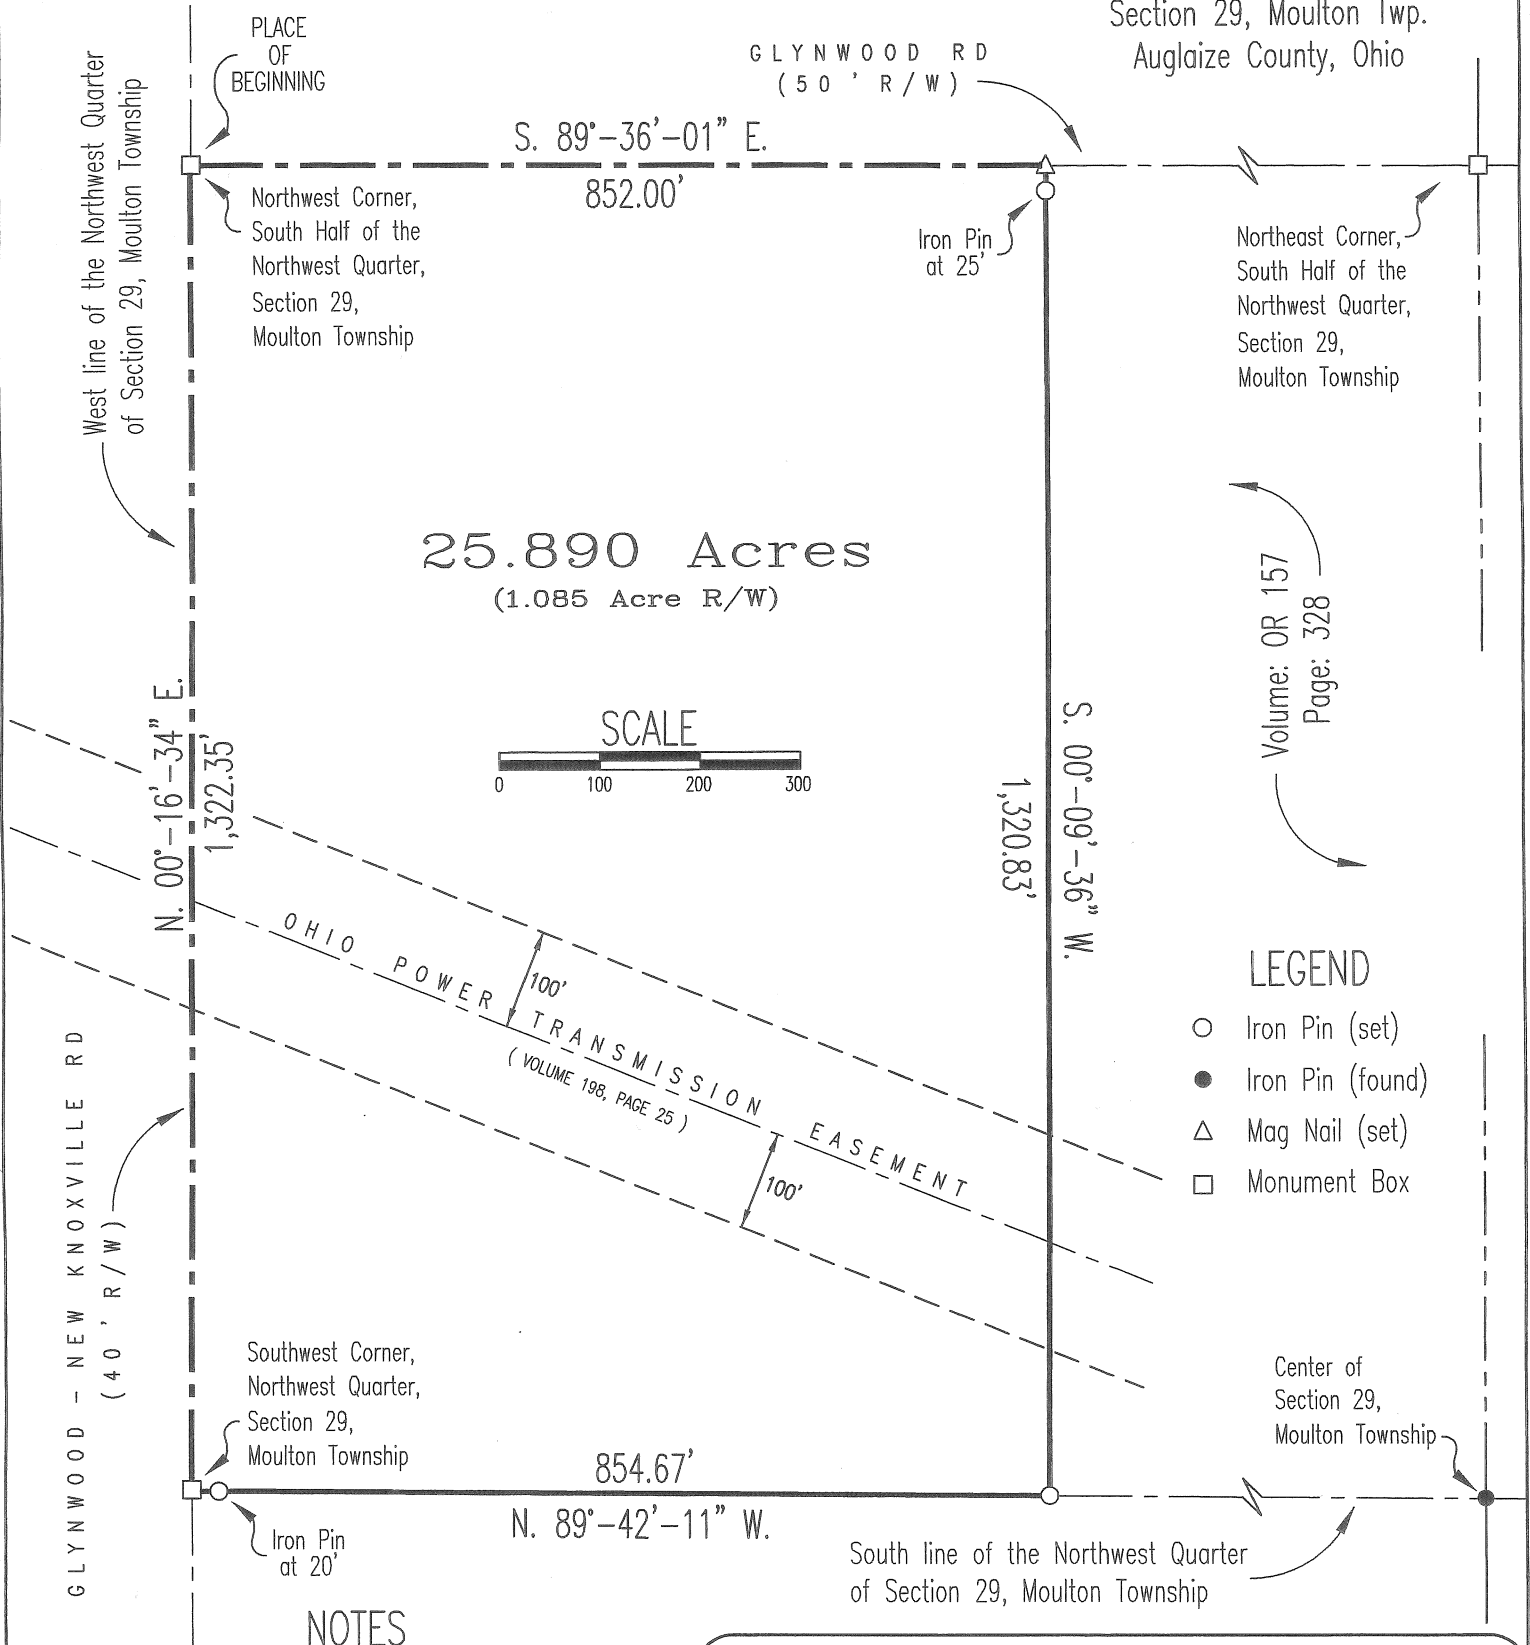 Section 29, Moulton Twp.
Auglaize County, Ohio
PLACE
OF
BEGINNING
GLYNWOOD RD
(50' R/W)
West line of the Northwest Quarter
of Section 29, Moulton Township
S. 89°-36'-01" E.
852.00'
Northwest Corner,
South Half of the
Northwest Quarter,
Section 29,
Moulton Township
Iron Pin
at 25'
Northeast Corner,
South Half of the
Northwest Quarter,
Section 29,
Moulton Township
25.890 Acres
(1.085 Acre R/W)
Volume: OR 157
Page: 328
SCALE
0 100 200 300
N. 00°-16'-34" E.
1,322.35'
S. 00°-09'-36" W.
1,320.83'
OHIO POWER TRANSMISSION EASEMENT
(VOLUME 198, PAGE 25)
100'
100'
LEGEND
Iron Pin (set)
Iron Pin (found)
Mag Nail (set)
Monument Box
GLYNWOOD - NEW KNOXVILLE RD
(40' R/W)
Southwest Corner,
Northwest Quarter,
Section 29,
Moulton Township
Center of
Section 29,
Moulton Township
854.67'
N. 89°-42'-11" W.
Iron Pin
at 20'
South line of the Northwest Quarter
of Section 29, Moulton Township
NOTES